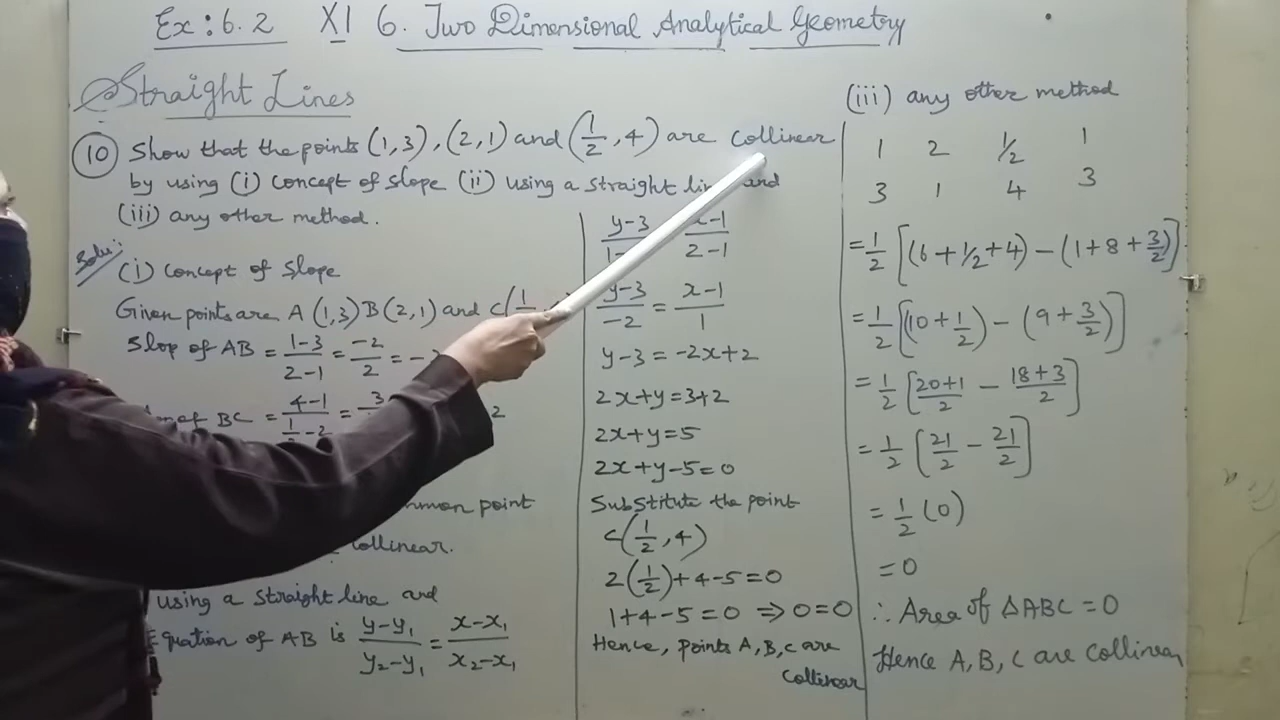 Ex: 6.2 XI 6. Two Dimensional Analytical Geometry
Straight Lines
10 Show that the points (1,3), (2,1) and (1/2, 4) are collinear
by using (i) concept of slope (ii) using a straight line and
(iii) any other method.
Solu:
(i) concept of slope
Given points are A (1,3) B(2,1) and C(1/
Slop of AB = (1-3)/(2-1) = -2/2 = -
of BC = (4-1)/(1/2-2) = 3/ 2
common point
collinear.
using a straight line and
Equation of AB is (y-y₁)/(y₂-y₁) = (x-x₁)/(x₂-x₁)
(y-3)/(1- x-1)/(2-1)
(y-3)/-2 = (x-1)/1
y-3 = -2x+2
2x+y = 3+2
2x+y = 5
2x+y-5=0
Substitute the point
C(1/2, 4)
2(1/2)+4-5=0
1+4-5=0 ⇒ 0=0
Hence, points A, B, C are
collinear
(iii) any other method
1 2 1/2 1
3 1 4 3
= 1/2 [(6+1/2+4) - (1+8+3/2)]
= 1/2 [(10+1/2) - (9+3/2)]
= 1/2 [(20+1)/2 - (18+3)/2]
= 1/2 [21/2 - 21/2]
= 1/2 (0)
= 0
∴ Area of ΔABC = 0
Hence A, B, C are collinear